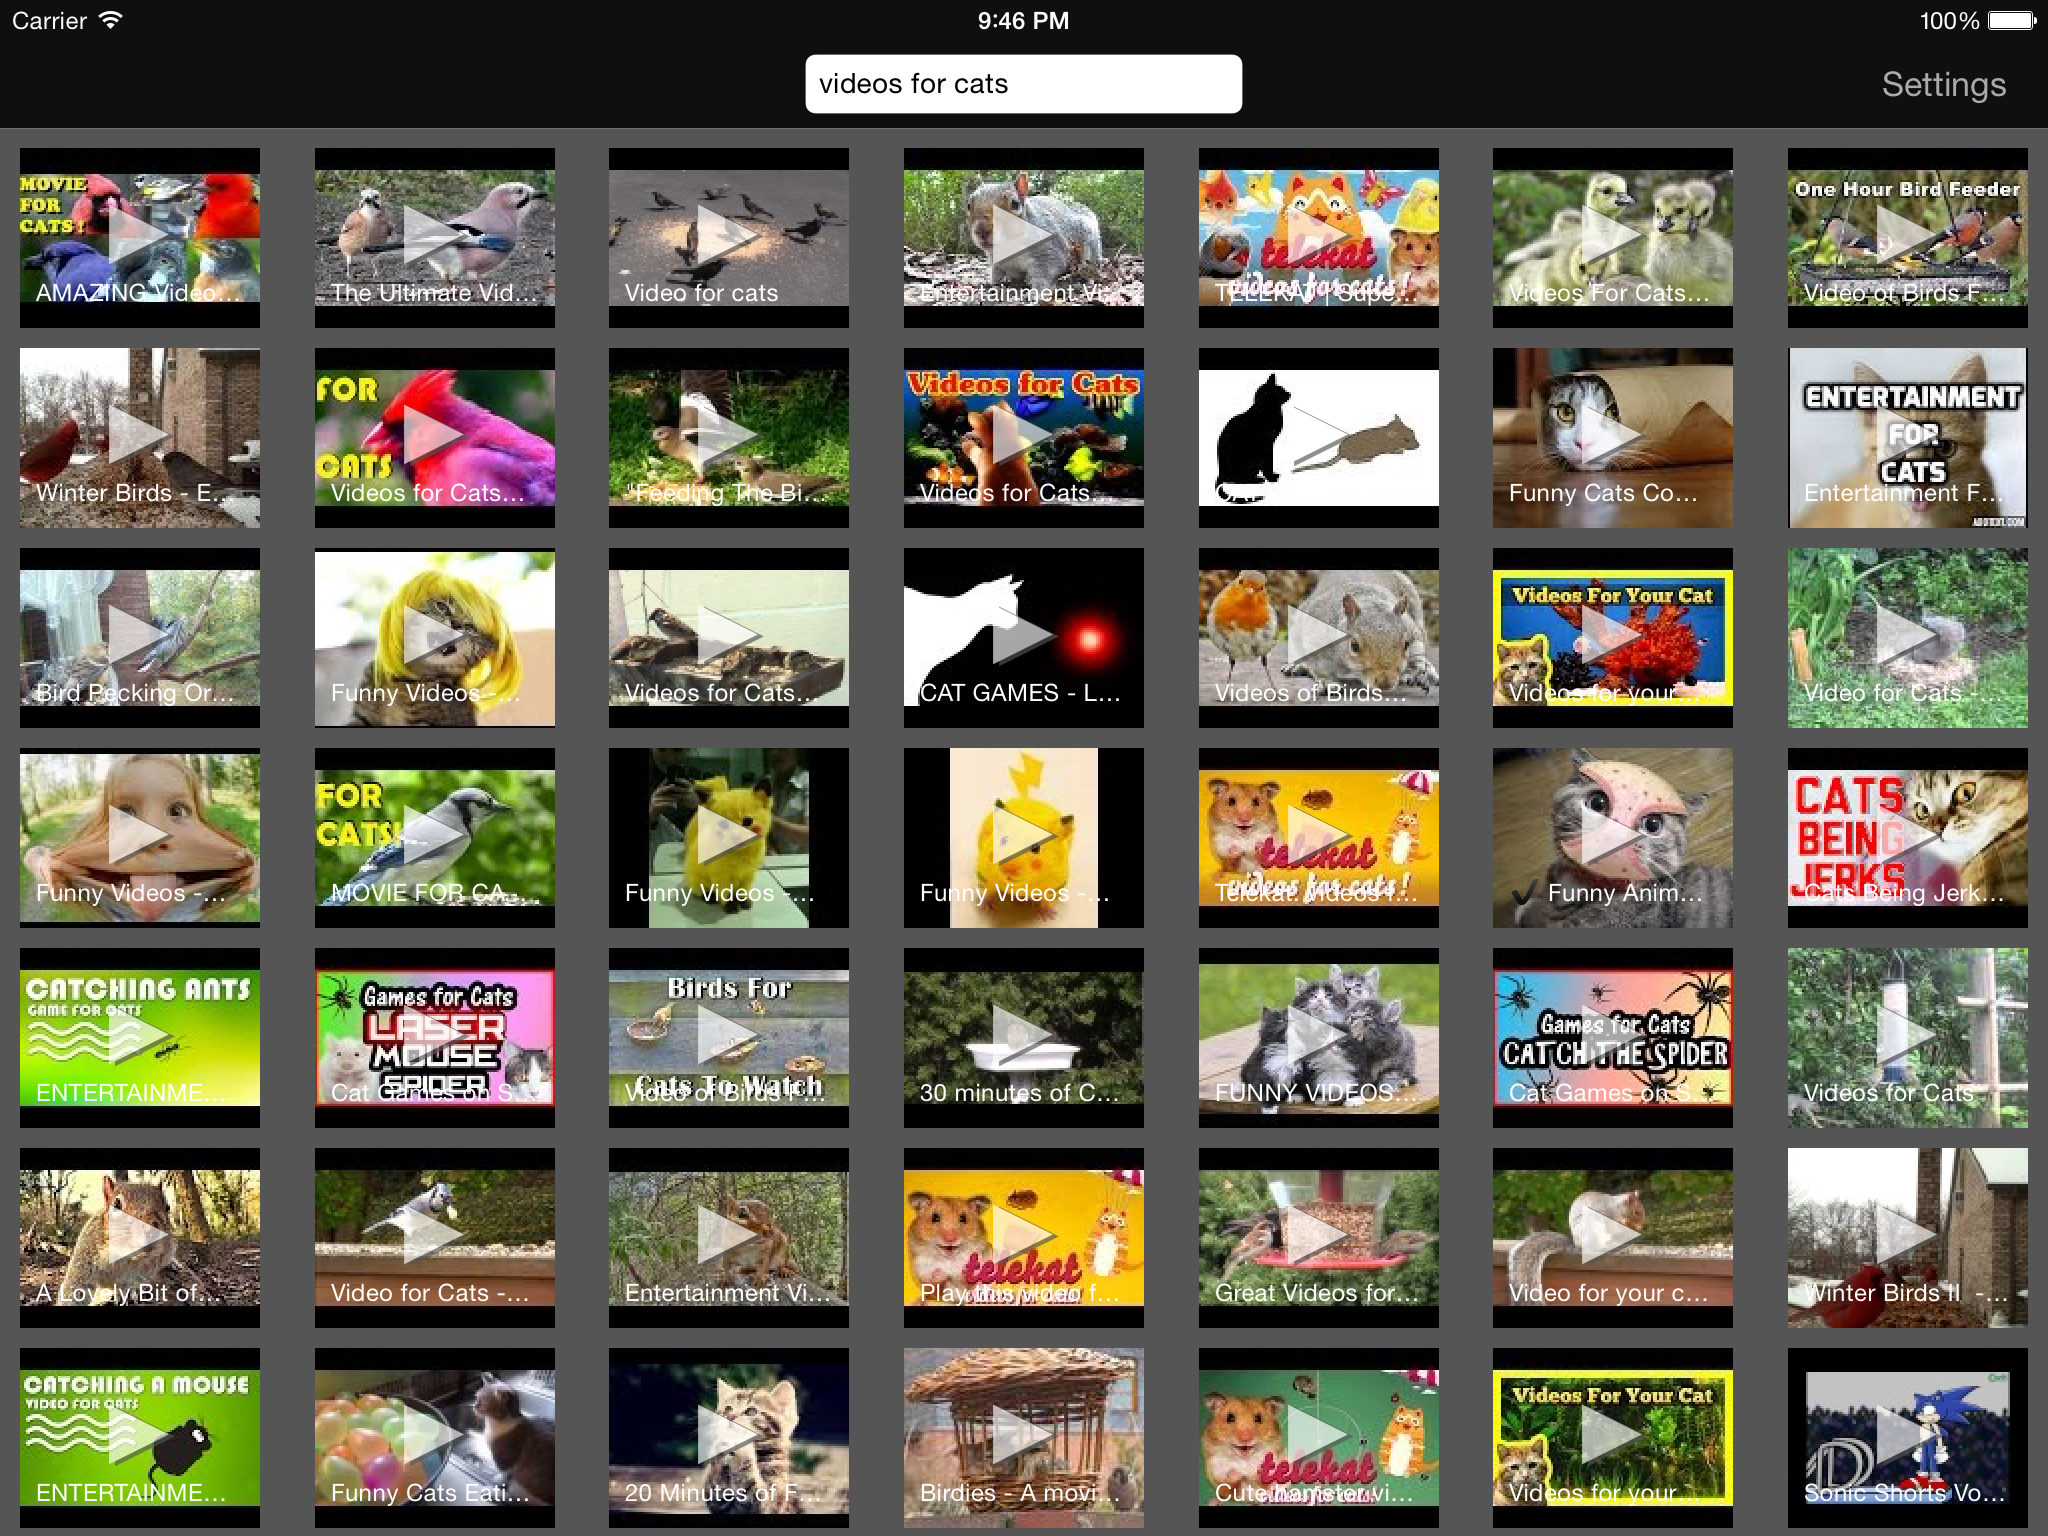 Carrier
9:46 PM
100%
videos for cats
Settings
MOVIE
FOR
CATS!
AMAZING Video...
The Ultimate Vid...
Video for cats
Entertainment Vi...
telekat
videos for cats!
TELEKAT | Supe...
Videos For Cats...
One Hour Bird Feeder
Video of Birds F...
Winter Birds - E...
FOR
CATS
Videos for Cats...
"Feeding The Bi...
Videos for Cats
Videos for Cats...
Funny Cats Co...
ENTERTAINMENT
FOR
CATS
Entertainment F...
Bird Pecking Or...
Funny Videos -...
Videos for Cats...
CAT GAMES - L...
Videos of Birds...
Videos For Your Cat
Videos for your...
Video for Cats -...
Funny Videos -...
FOR
CATS!
MOVIE FOR CA...
Funny Videos -...
Funny Videos -...
telekat
videos for cats!
Telekat: Videos f...
Funny Anim...
CATS
BEING
JERKS
Cats Being Jerk...
CATCHING ANTS
GAME FOR CATS
ENTERTAINME...
Games for Cats
LASER
MOUSE
SPIDER
Cat Games on S...
Birds For
Cats To Watch
Video of Birds F...
30 minutes of C...
FUNNY VIDEOS...
Games for Cats
CATCH THE SPIDER
Cat Games on S...
Videos for Cats
A Lovely Bit of...
Video for Cats -...
Entertainment Vi...
telekat
Play this video f...
Great Videos for...
Video for your c...
Winter Birds II -...
CATCHING A MOUSE
VIDEO FOR CATS
ENTERTAINME...
Funny Cats Eati...
20 Minutes of F...
Birdies - A movi...
telekat
videos for cats!
Cute hamster vi...
Videos For Your Cat
Videos for your...
Sonic Shorts Vo...